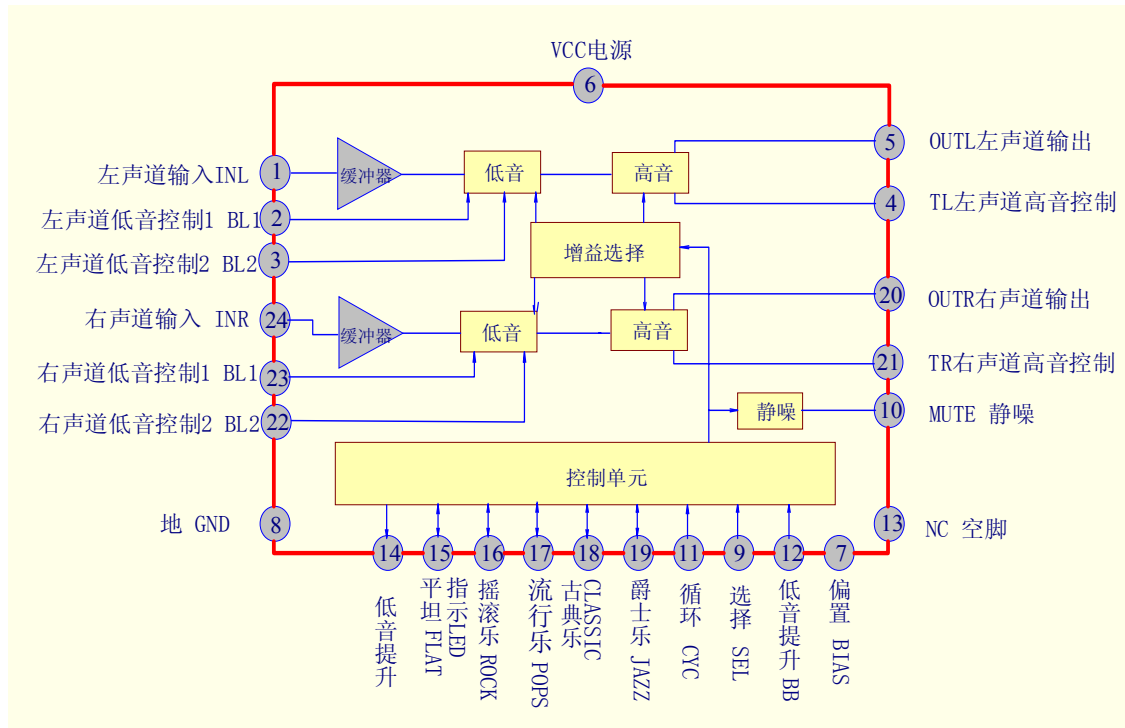 VCC电源
6
左声道输入INL
1
缓冲器
低音
高音
5
OUTL左声道输出
左声道低音控制1 BL1
2
4
TL左声道高音控制
左声道低音控制2 BL2
3
增益选择
右声道输入 INR
24
缓冲器
低音
高音
20
OUTR右声道输出
右声道低音控制1 BL1
23
21
TR右声道高音控制
右声道低音控制2 BL2
22
静噪
10
MUTE 静噪
控制单元
地 GND
8
13
NC 空脚
14
15
16
17
18
19
11
9
12
7
低音提升
指示LED
平坦 FLAT
摇滚乐 ROCK
流行乐 POPS
CLASSIC
古典乐
爵士乐 JAZZ
循环 CYC
选择 SEL
低音提升 BB
偏置 BIAS